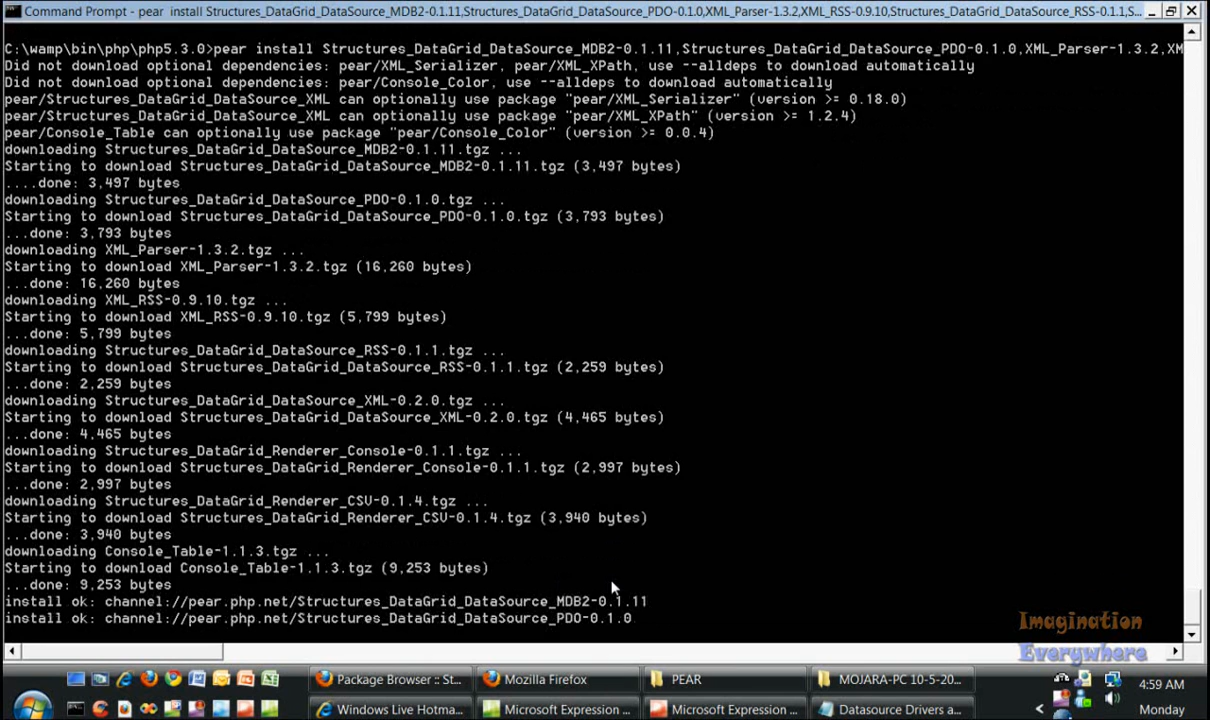 Command Prompt - pear install Structures_DataGrid_DataSource_MDB2-0.1.11,Structures_DataGrid_DataSource_PDO-0.1.0,XML_Parser-1.3.2,XML_RSS-0.9.10,Structures_DataGrid_DataSource_RSS-0.1.1,S...
C:\wamp\bin\php\php5.3.0>pear install Structures_DataGrid_DataSource_MDB2-0.1.11,Structures_DataGrid_DataSource_PDO-0.1.0,XML_Parser-1.3.2,XM
Did not download optional dependencies: pear/XML_Serializer, pear/XML_XPath, use --alldeps to download automatically
Did not download optional dependencies: pear/Console_Color, use --alldeps to download automatically
pear/Structures_DataGrid_DataSource_XML can optionally use package "pear/XML_Serializer" (version >= 0.18.0)
pear/Structures_DataGrid_DataSource_XML can optionally use package "pear/XML_XPath" (version >= 1.2.4)
pear/Console_Table can optionally use package "pear/Console_Color" (version >= 0.0.4)
downloading Structures_DataGrid_DataSource_MDB2-0.1.11.tgz ...
Starting to download Structures_DataGrid_DataSource_MDB2-0.1.11.tgz (3,497 bytes)
....done: 3,497 bytes
downloading Structures_DataGrid_DataSource_PDO-0.1.0.tgz ...
Starting to download Structures_DataGrid_DataSource_PDO-0.1.0.tgz (3,793 bytes)
...done: 3,793 bytes
downloading XML_Parser-1.3.2.tgz ...
Starting to download XML_Parser-1.3.2.tgz (16,260 bytes)
...done: 16,260 bytes
downloading XML_RSS-0.9.10.tgz ...
Starting to download XML_RSS-0.9.10.tgz (5,799 bytes)
...done: 5,799 bytes
downloading Structures_DataGrid_DataSource_RSS-0.1.1.tgz ...
Starting to download Structures_DataGrid_DataSource_RSS-0.1.1.tgz (2,259 bytes)
...done: 2,259 bytes
downloading Structures_DataGrid_DataSource_XML-0.2.0.tgz ...
Starting to download Structures_DataGrid_DataSource_XML-0.2.0.tgz (4,465 bytes)
...done: 4,465 bytes
downloading Structures_DataGrid_Renderer_Console-0.1.1.tgz ...
Starting to download Structures_DataGrid_Renderer_Console-0.1.1.tgz (2,997 bytes)
...done: 2,997 bytes
downloading Structures_DataGrid_Renderer_CSV-0.1.4.tgz ...
Starting to download Structures_DataGrid_Renderer_CSV-0.1.4.tgz (3,940 bytes)
...done: 3,940 bytes
downloading Console_Table-1.1.3.tgz ...
Starting to download Console_Table-1.1.3.tgz (9,253 bytes)
...done: 9,253 bytes
install ok: channel://pear.php.net/Structures_DataGrid_DataSource_MDB2-0.1.11
install ok: channel://pear.php.net/Structures_DataGrid_DataSource_PDO-0.1.0
Imagination
Everywhere
Package Browser :: St... Mozilla Firefox PEAR MOJARA-PC 10-5-20... 4:59 AM
Windows Live Hotma... Microsoft Expression ... Microsoft Expression ... Datasource Drivers a... Monday